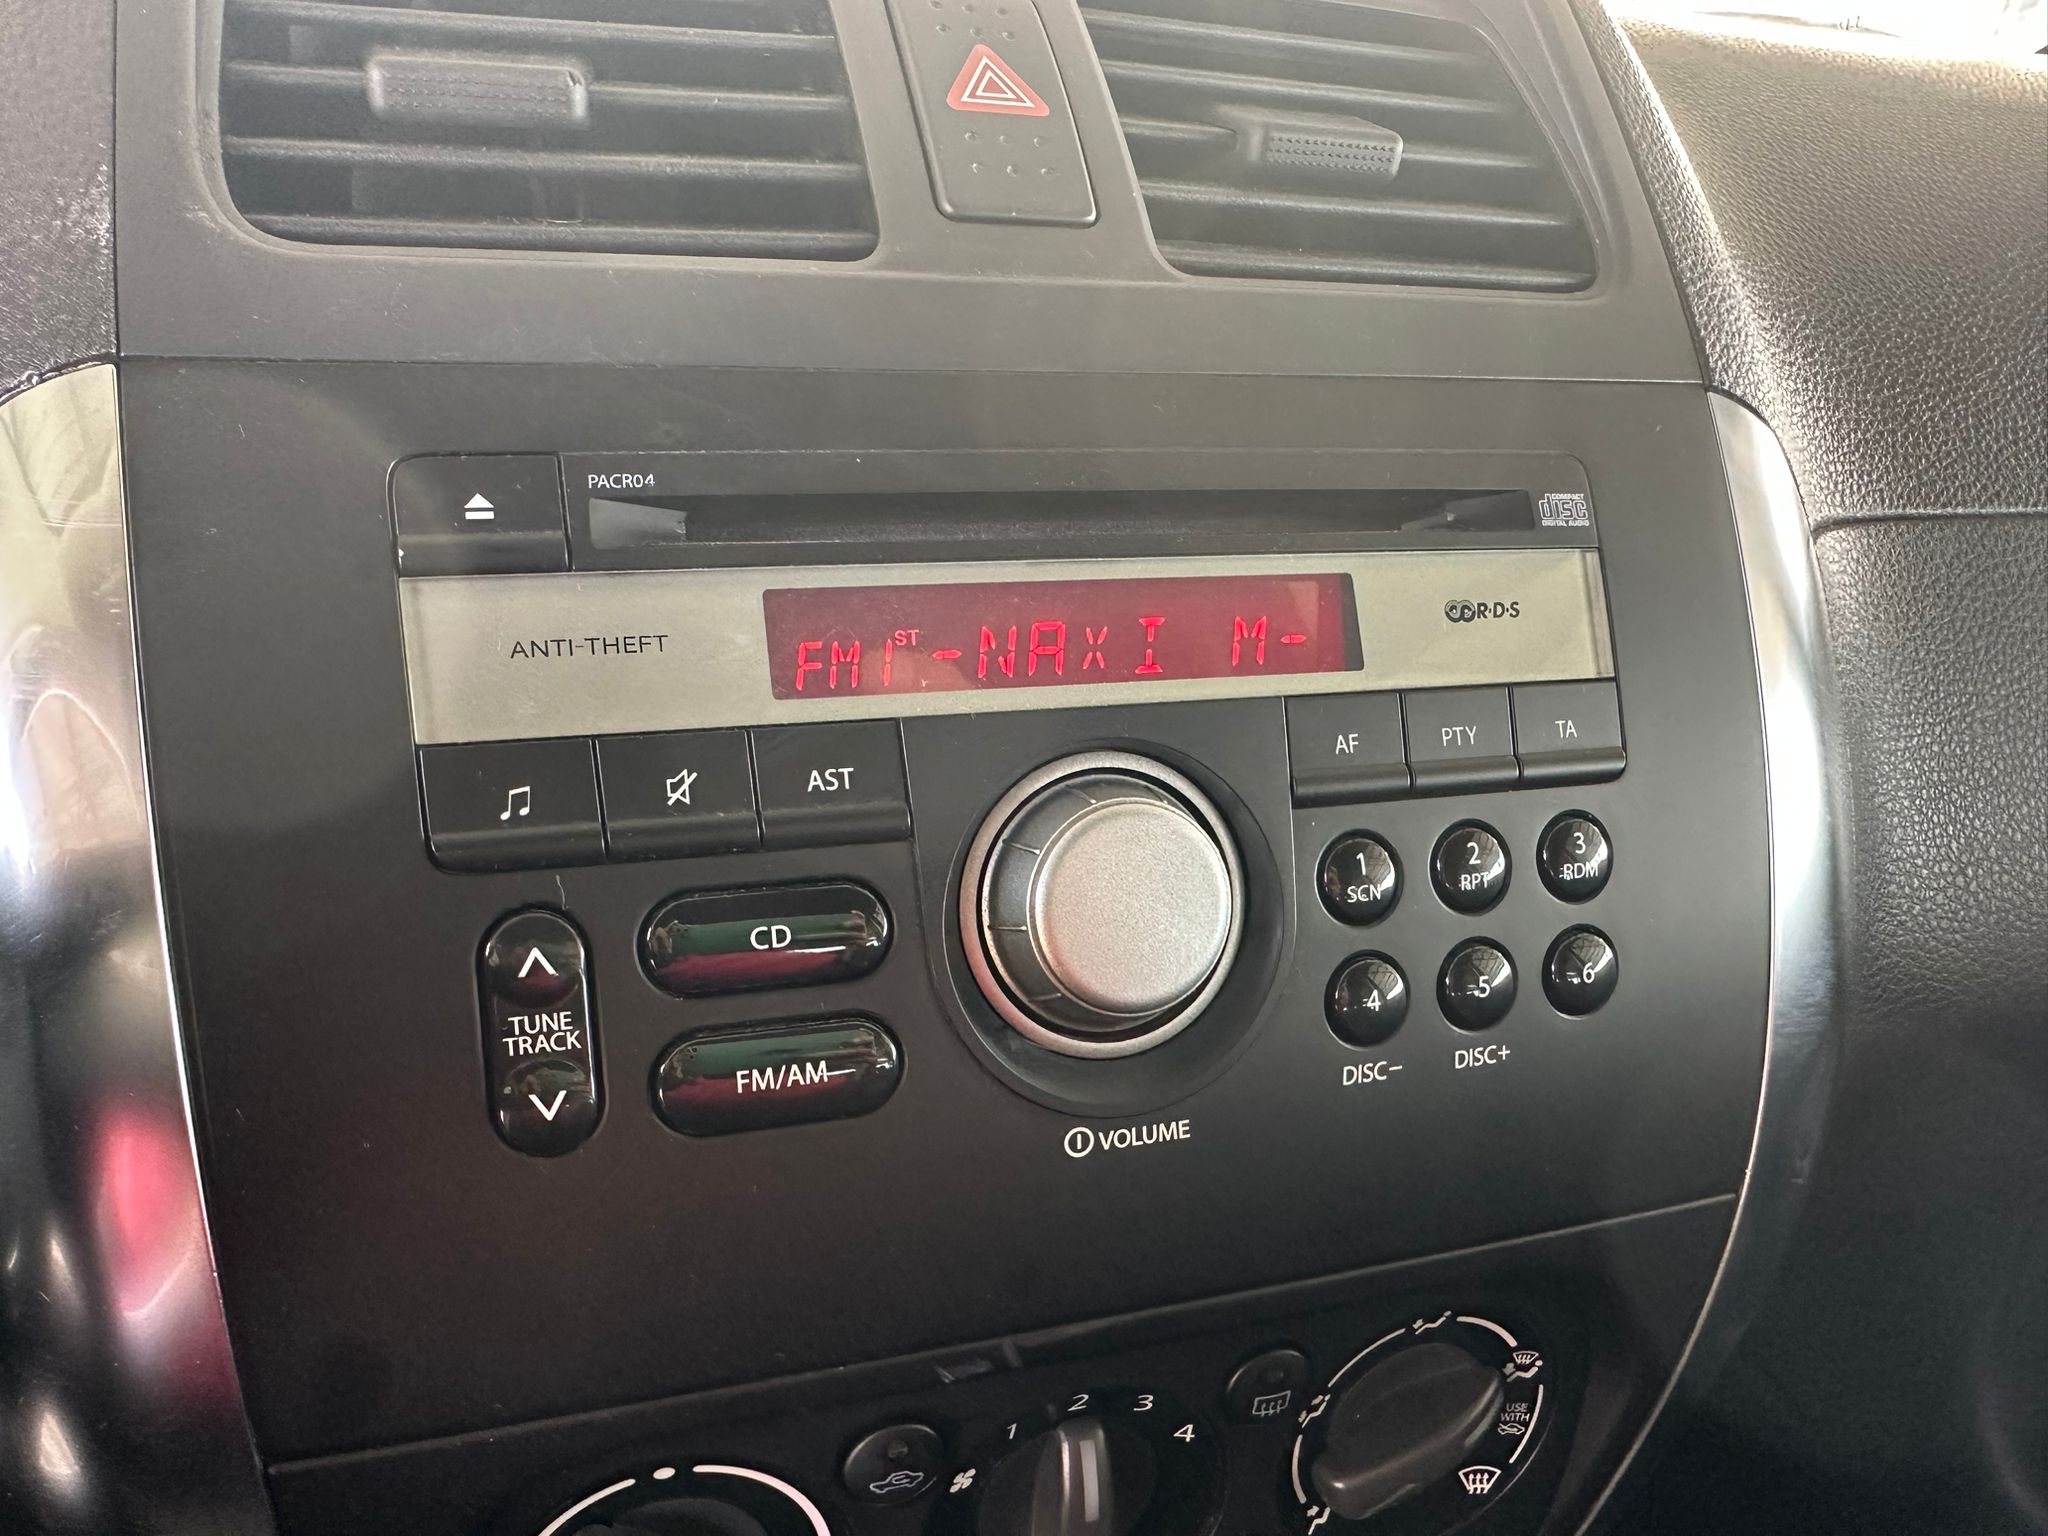 PACR04
COMPACT
disc
DIGITAL AUDIO
ANTI-THEFT
FM1 ST -NAXI M-
R·D·S
AST
AF
PTY
TA
1
SCN
2
RPT
3
RDM
CD
TUNE
TRACK
FM/AM
4
5
6
DISC−
DISC+
VOLUME
1
2
3
4
USE
WITH